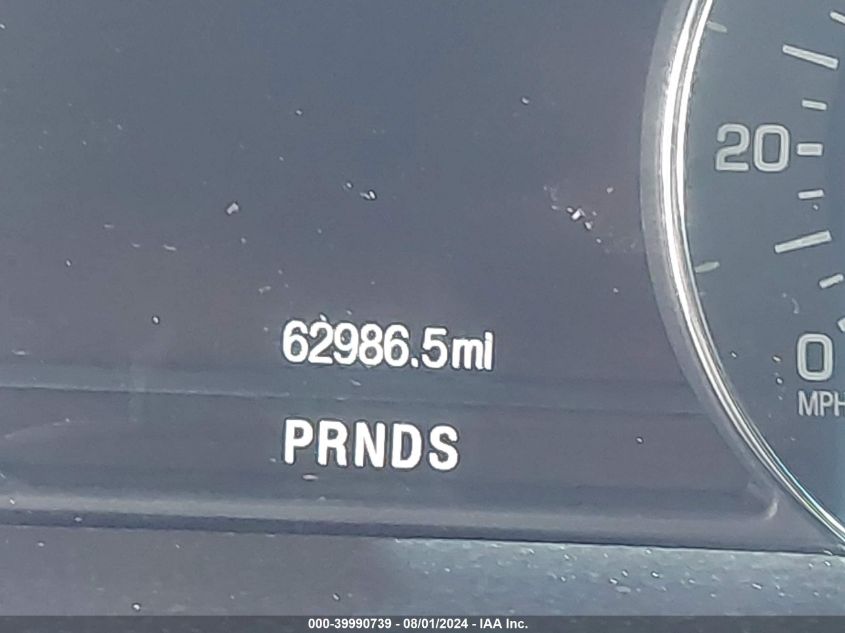 20
62986.5mi
0
MPH
PRNDS
000-39990739 - 08/01/2024 - IAA Inc.